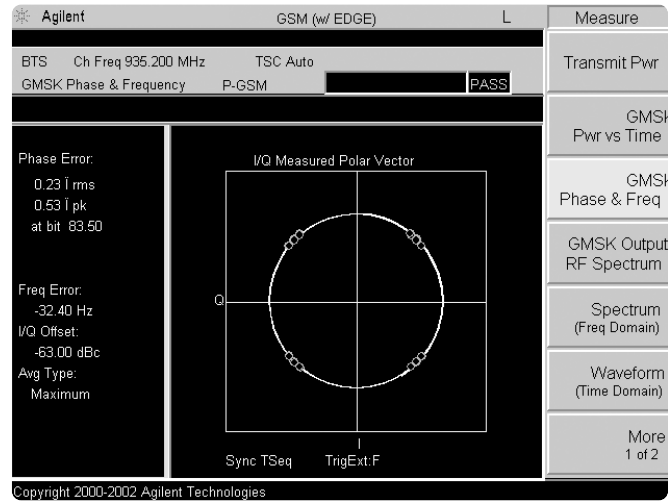 Agilent GSM (w/ EDGE) L Measure
BTS Ch Freq 935.200 MHz TSC Auto
GMSK Phase & Frequency P-GSM PASS
Phase Error:
0.23 Ï rms
0.53 Ï pk
at bit 83.50
Freq Error:
-32.40 Hz
I/Q Offset:
-63.00 dBc
Avg Type:
Maximum
I/Q Measured Polar Vector
Q
I
Sync TSeq TrigExt:F
Transmit Pwr
GMSK
Pwr vs Time
GMSK
Phase & Freq
GMSK Output
RF Spectrum
Spectrum
(Freq Domain)
Waveform
(Time Domain)
More
1 of 2
Copyright 2000-2002 Agilent Technologies